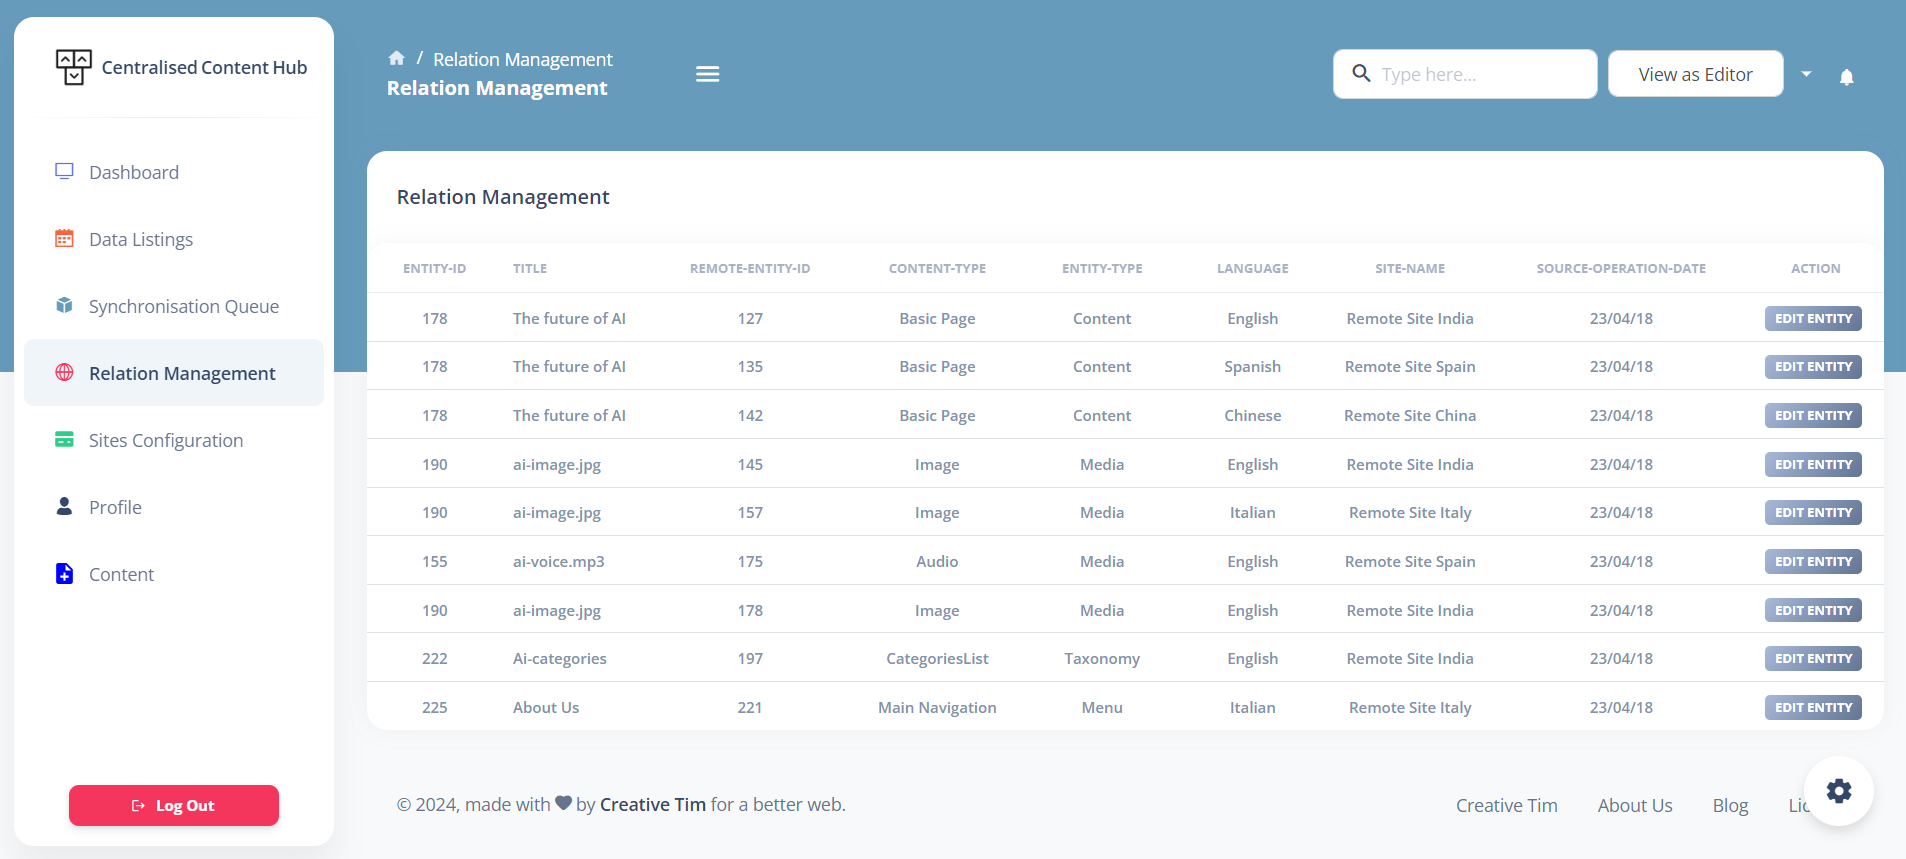 Centralised Content Hub
Dashboard
Data Listings
Synchronisation Queue
Relation Management
Sites Configuration
Profile
Content
Log Out
/ Relation Management
Relation Management
Type here...
View as Editor
Relation Management
ENTITY-ID TITLE REMOTE-ENTITY-ID CONTENT-TYPE ENTITY-TYPE LANGUAGE SITE-NAME SOURCE-OPERATION-DATE ACTION
178 The future of AI 127 Basic Page Content English Remote Site India 23/04/18 EDIT ENTITY
178 The future of AI 135 Basic Page Content Spanish Remote Site Spain 23/04/18 EDIT ENTITY
178 The future of AI 142 Basic Page Content Chinese Remote Site China 23/04/18 EDIT ENTITY
190 ai-image.jpg 145 Image Media English Remote Site India 23/04/18 EDIT ENTITY
190 ai-image.jpg 157 Image Media Italian Remote Site Italy 23/04/18 EDIT ENTITY
155 ai-voice.mp3 175 Audio Media English Remote Site Spain 23/04/18 EDIT ENTITY
190 ai-image.jpg 178 Image Media English Remote Site India 23/04/18 EDIT ENTITY
222 Ai-categories 197 CategoriesList Taxonomy English Remote Site India 23/04/18 EDIT ENTITY
225 About Us 221 Main Navigation Menu Italian Remote Site Italy 23/04/18 EDIT ENTITY
© 2024, made with by Creative Tim for a better web.
Creative Tim About Us Blog